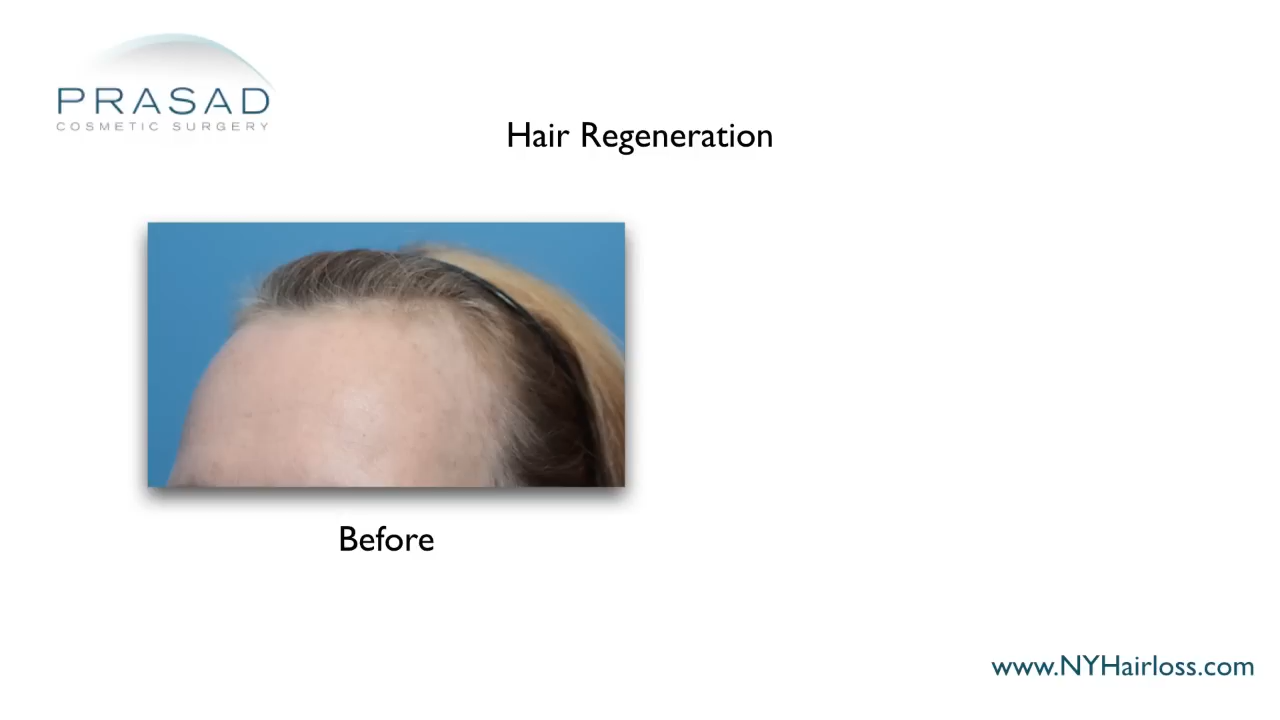 PRASAD
COSMETIC SURGERY
Hair Regeneration
Before
www.NYHairloss.com